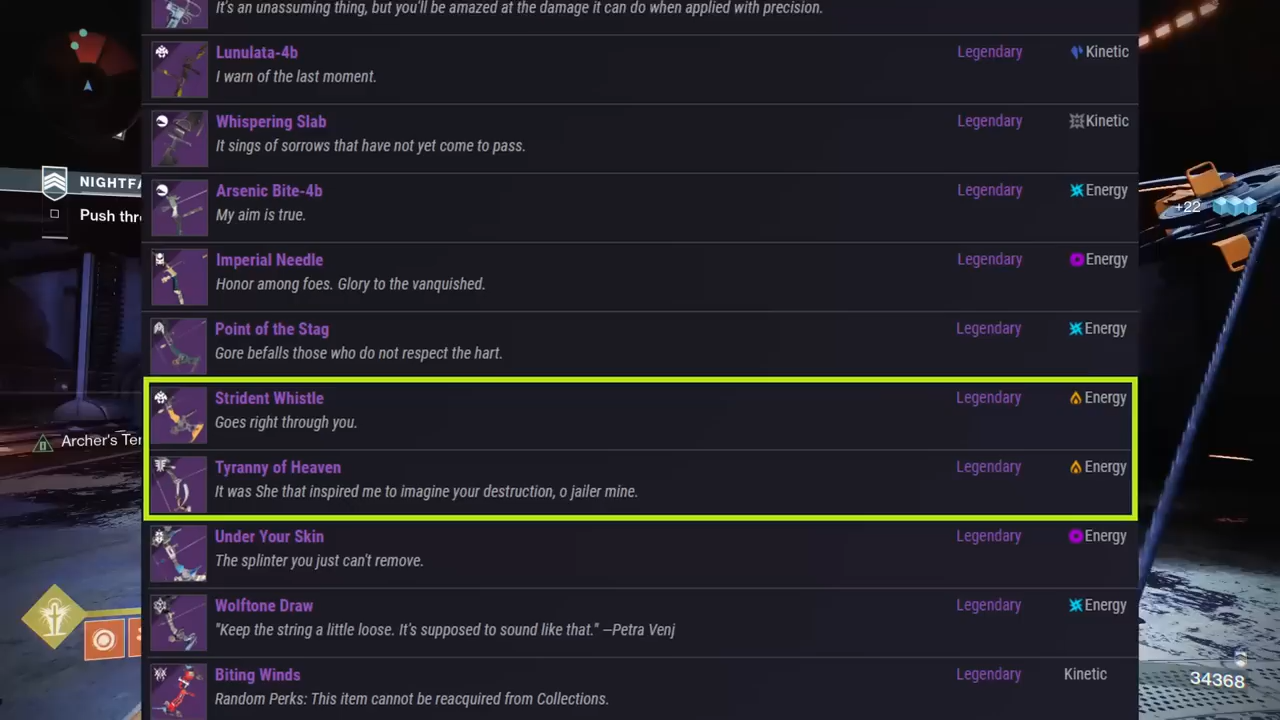 It's an unassuming thing, but you'll be amazed at the damage it can do when applied with precision.
Lunulata-4b Legendary Kinetic
I warn of the last moment.
Whispering Slab Legendary Kinetic
It sings of sorrows that have not yet come to pass.
NIGHTFA
Arsenic Bite-4b Legendary Energy
Push thr My aim is true. +22
Imperial Needle Legendary Energy
Honor among foes. Glory to the vanquished.
Point of the Stag Legendary Energy
Gore befalls those who do not respect the hart.
Strident Whistle Legendary Energy
Goes right through you.
Archer's Te
Tyranny of Heaven Legendary Energy
It was She that inspired me to imagine your destruction, o jailer mine.
Under Your Skin Legendary Energy
The splinter you just can't remove.
Wolftone Draw Legendary Energy
"Keep the string a little loose. It's supposed to sound like that." —Petra Venj
Biting Winds Legendary Kinetic
Random Perks: This item cannot be reacquired from Collections.
34368